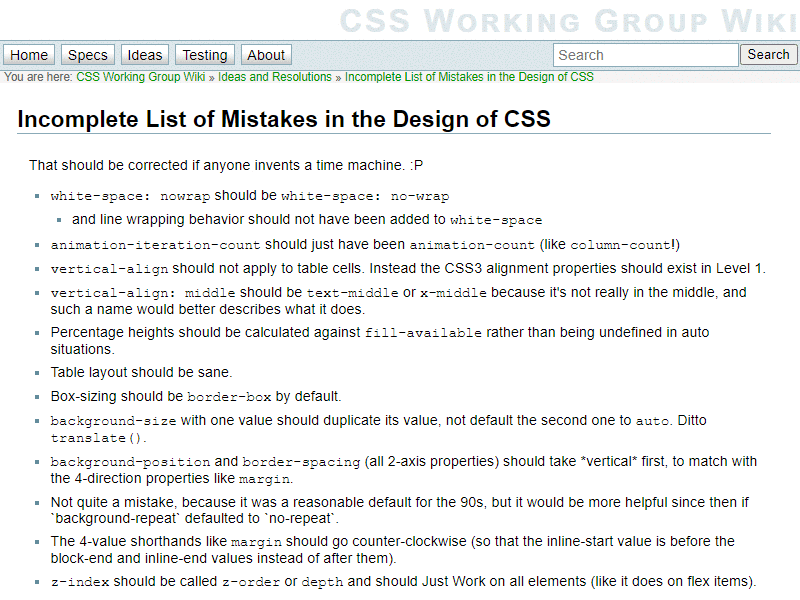 CSS WORKING GROUP WIKI
Home Specs Ideas Testing About Search Search
You are here: CSS Working Group Wiki » Ideas and Resolutions » Incomplete List of Mistakes in the Design of CSS
Incomplete List of Mistakes in the Design of CSS
That should be corrected if anyone invents a time machine. :P
white-space: nowrap should be white-space: no-wrap
and line wrapping behavior should not have been added to white-space
animation-iteration-count should just have been animation-count (like column-count!)
vertical-align should not apply to table cells. Instead the CSS3 alignment properties should exist in Level 1.
vertical-align: middle should be text-middle or x-middle because it's not really in the middle, and
such a name would better describes what it does.
Percentage heights should be calculated against fill-available rather than being undefined in auto
situations.
Table layout should be sane.
Box-sizing should be border-box by default.
background-size with one value should duplicate its value, not default the second one to auto. Ditto
translate().
background-position and border-spacing (all 2-axis properties) should take *vertical* first, to match with
the 4-direction properties like margin.
Not quite a mistake, because it was a reasonable default for the 90s, but it would be more helpful since then if
`background-repeat` defaulted to `no-repeat`.
The 4-value shorthands like margin should go counter-clockwise (so that the inline-start value is before the
block-end and inline-end values instead of after them).
z-index should be called z-order or depth and should Just Work on all elements (like it does on flex items).